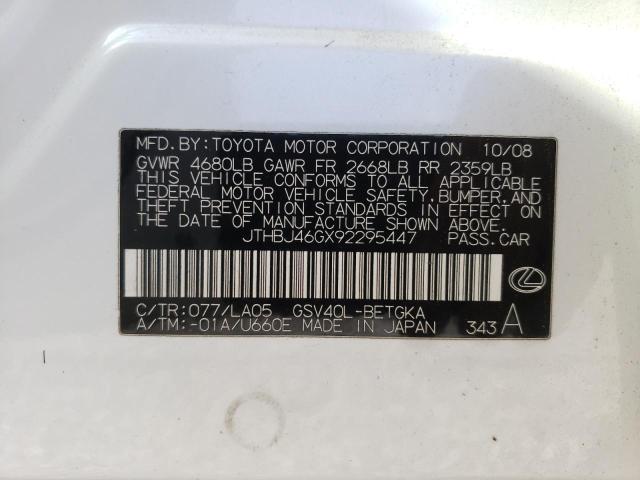 MFD. BY: TOYOTA MOTOR CORPORATION 10/08
GVWR 4680LB GAWR FR 2668LB RR 2359LB
THIS VEHICLE CONFORMS TO ALL APPLICABLE
FEDERAL MOTOR VEHICLE SAFETY, BUMPER, AND
THEFT PREVENTION STANDARDS IN EFFECT ON
THE DATE OF MANUFACTURE SHOWN ABOVE.
JTHBJ46GX92295447 PASS.CAR
C/TR: 077/LA05 GSV40L-BETGKA
A/TM: -01A/U660E MADE IN JAPAN 343 A